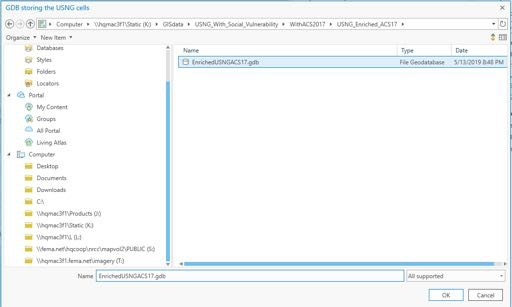 GDB storing the USNG cells
Computer \\hqmac3f1\Static (K:) GISdata USNG_With_Social_Vulnerability WithACS2017 USNG_Enriched_ACS17
Organize New Item
Databases
Styles
Folders
Locators
Portal
My Content
Groups
All Portal
Living Atlas
Computer
Desktop
Documents
Downloads
C:\
\\hqmac3f1\Products (J:)
\\hqmac3f1\Static (K:)
\\hqmac3f1\L (L:)
\\fema.net\hqcoop\nrcc\mapvol2\PUBLIC (S:)
\\hqmac3f1.fema.net\imagery (T:)
Name Type Date
EnrichedUSNGACS17.gdb File Geodatabase 5/13/2019 8:48 PM
Name EnrichedUSNGACS17.gdb All supported
OK Cancel